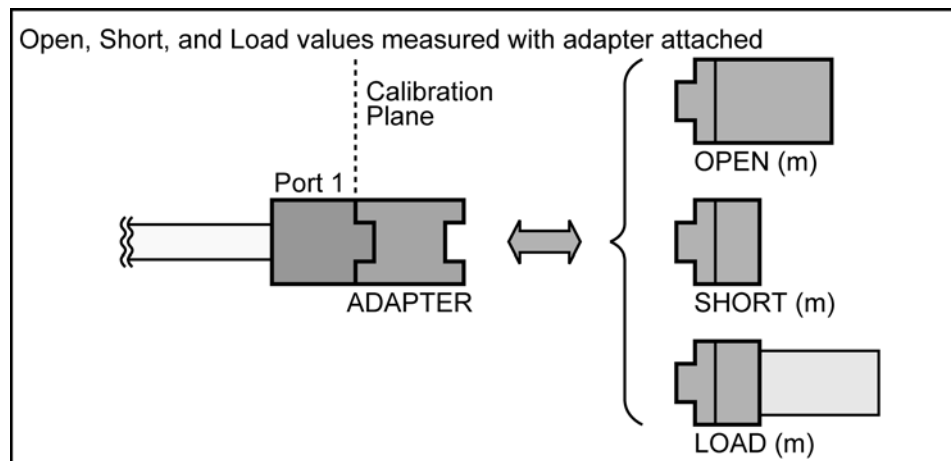 Open, Short, and Load values measured with adapter attached
Calibration
Plane
Port 1
ADAPTER
OPEN (m)
SHORT (m)
LOAD (m)